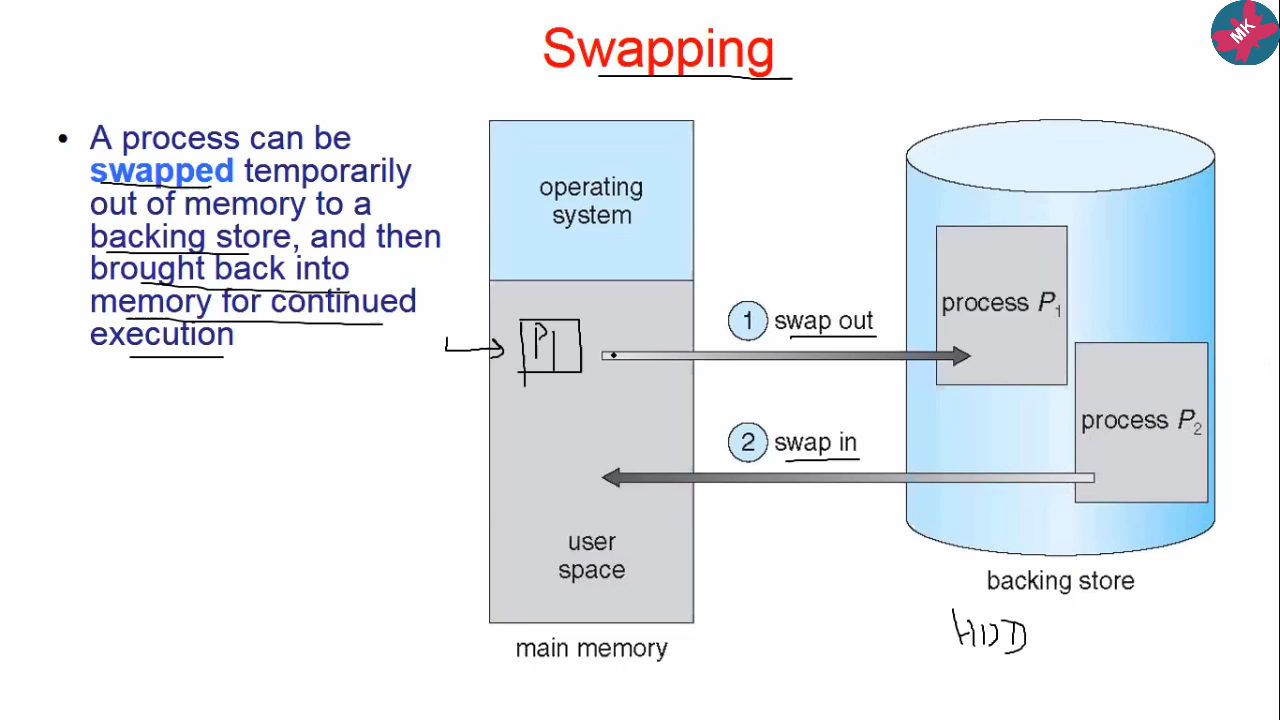 Swapping
MK
• A process can be
swapped temporarily
out of memory to a
backing store, and then
brought back into
memory for continued
execution
operating
system
P1
user
space
main memory
1 swap out
2 swap in
process P1
process P2
backing store
HDD